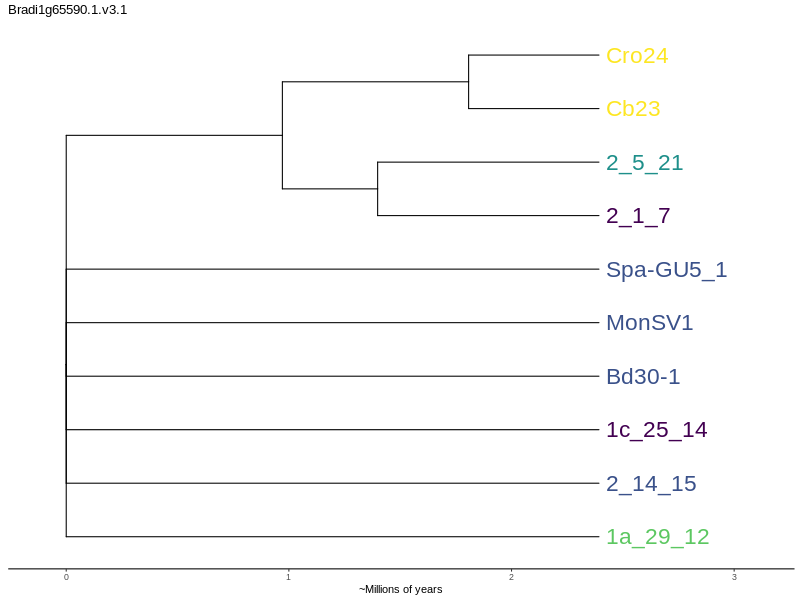 Bradi1g65590.1.v3.1
Cro24
Cb23
2_5_21
2_1_7
Spa-GU5_1
MonSV1
Bd30-1
1c_25_14
2_14_15
1a_29_12
0 1 2 3
~Millions of years